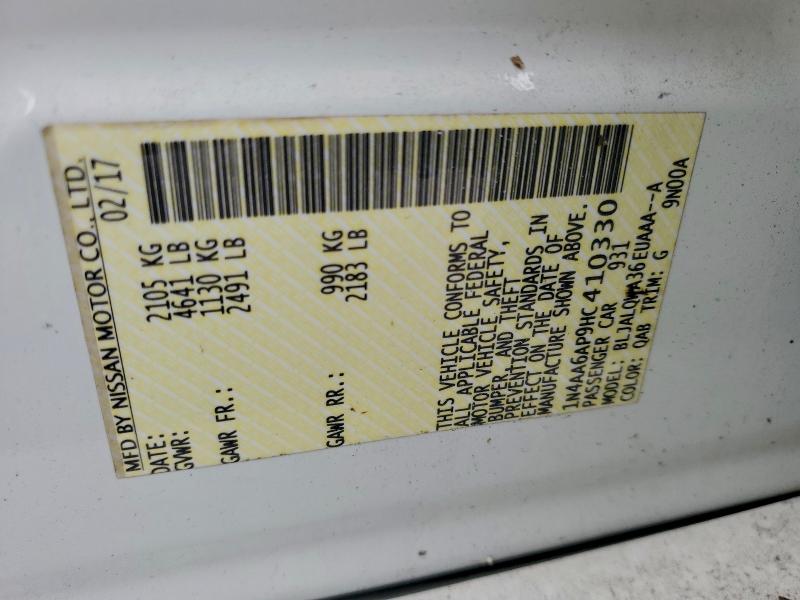 MFD BY NISSAN MOTOR CO., LTD.
DATE: 02/17
GVWR: 2105 KG
4641 LB
GAWR FR.: 1130 KG
2491 LB
GAWR RR.: 990 KG
2183 LB
THIS VEHICLE CONFORMS TO
ALL APPLICABLE FEDERAL
MOTOR VEHICLE SAFETY,
BUMPER, AND THEFT
PREVENTION STANDARDS IN
EFFECT ON THE DATE OF
MANUFACTURE SHOWN ABOVE.
1N4AA6AP9HC410330
PASSENGER CAR 931
MODEL: BLJALQWA36EUAAA--A
COLOR: QAB TRIM: G 9N00A